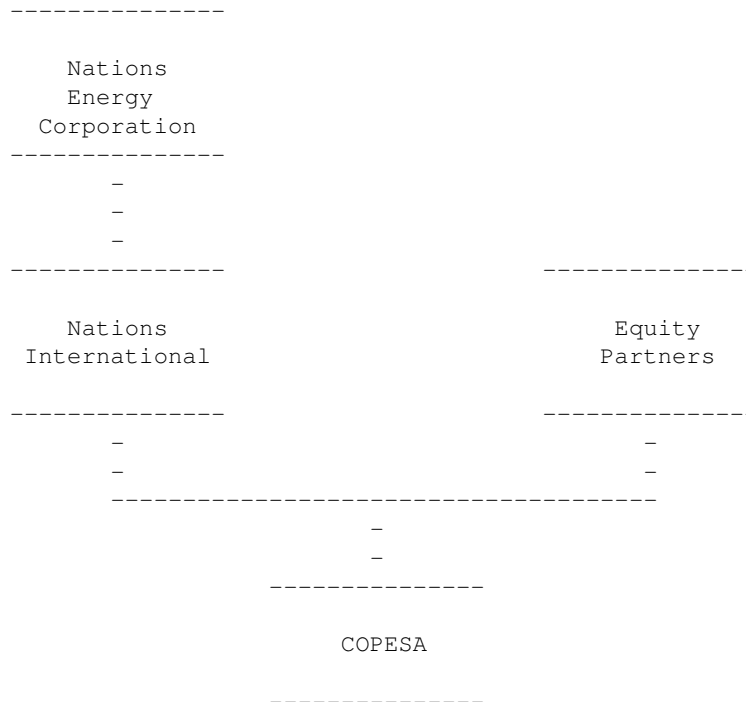 Nations
Energy
Corporation
Nations
International
Equity
Partners
COPESA